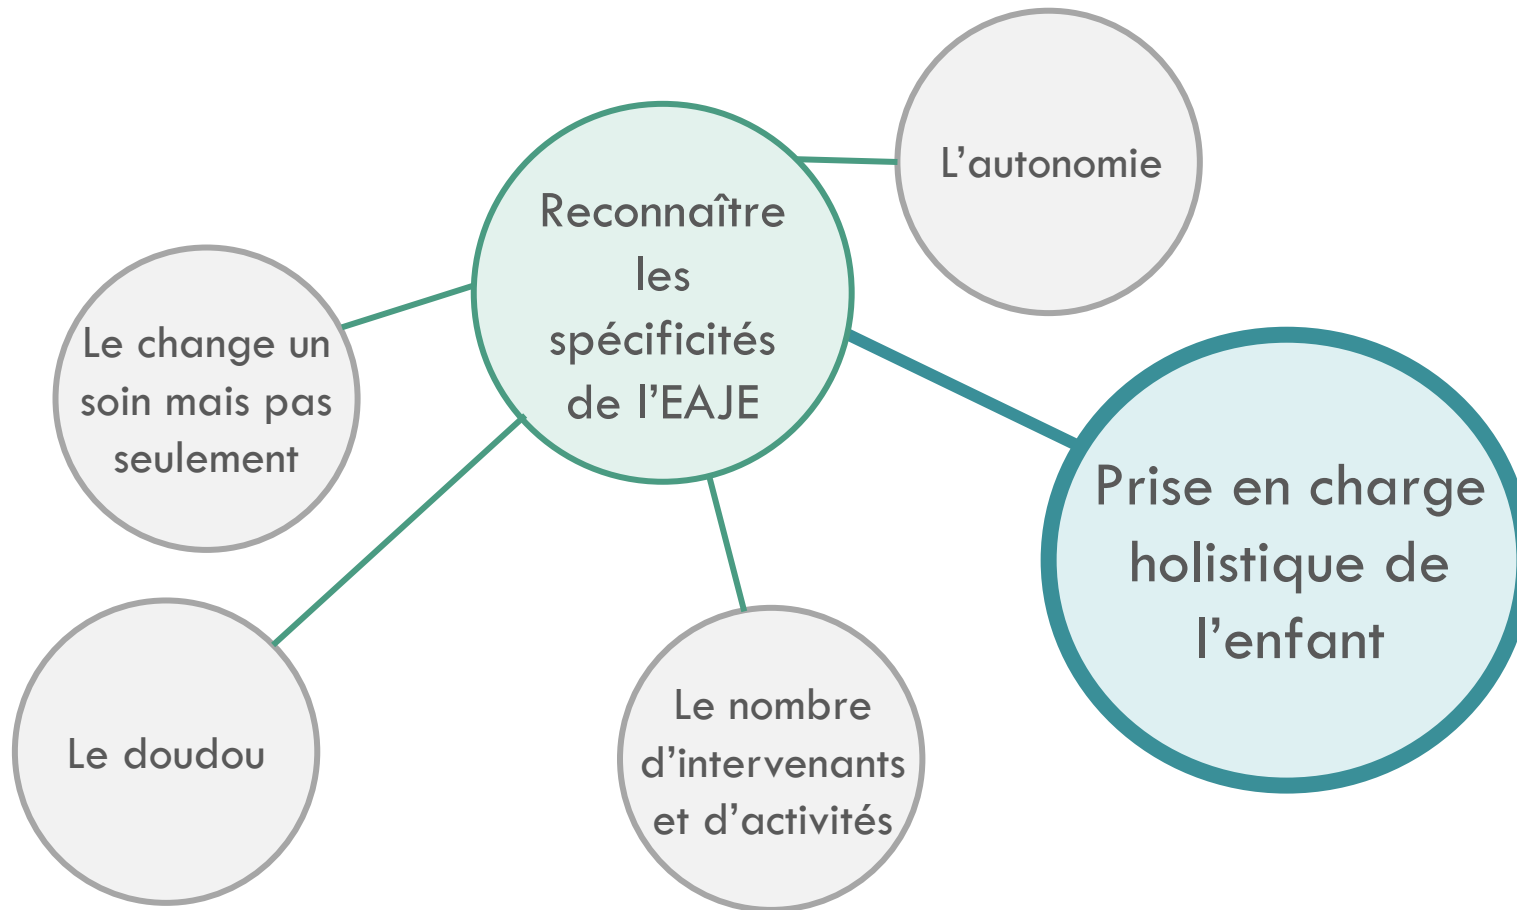 L’autonomie
Reconnaître
les
spécificités
de l’EAJE
Le change un
soin mais pas
seulement
Prise en charge
holistique de
l’enfant
Le doudou
Le nombre
d’intervenants
et d’activités